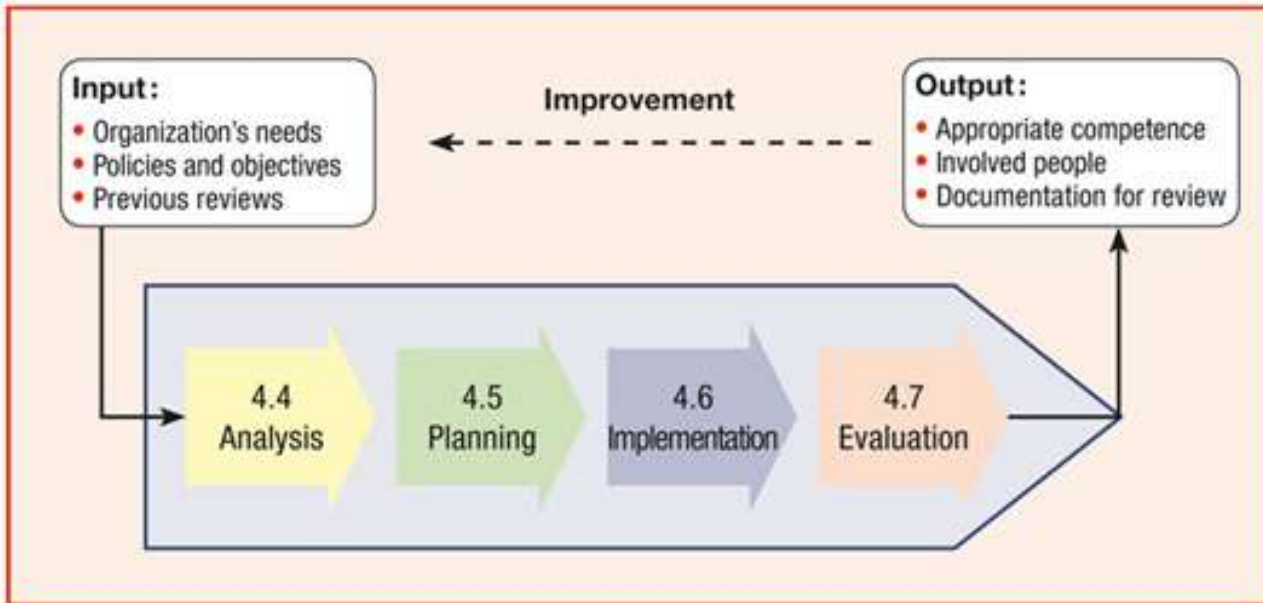 Input:
• Organization's needs
• Policies and objectives
• Previous reviews
Improvement
Output:
• Appropriate competence
• Involved people
• Documentation for review
4.4
Analysis
4.5
Planning
4.6
Implementation
4.7
Evaluation